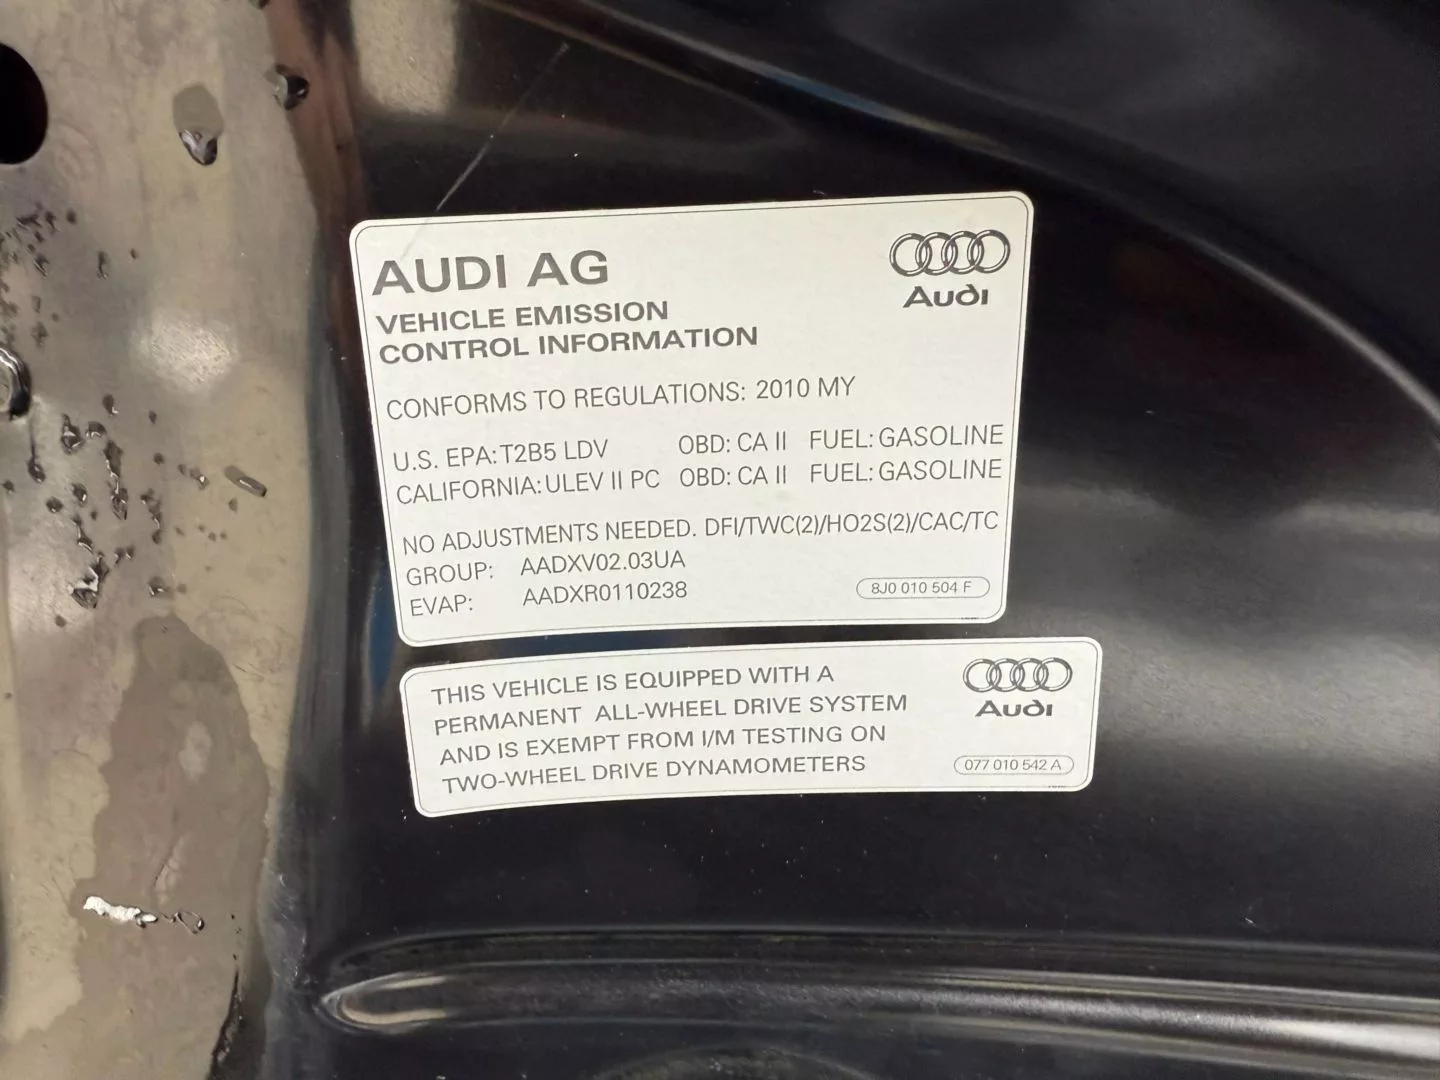 AUDI AG
Audi
VEHICLE EMISSION
CONTROL INFORMATION
CONFORMS TO REGULATIONS: 2010 MY
U.S. EPA: T2B5 LDV OBD: CA II FUEL: GASOLINE
CALIFORNIA: ULEV II PC OBD: CA II FUEL: GASOLINE
NO ADJUSTMENTS NEEDED. DFI/TWC(2)/HO2S(2)/CAC/TC
GROUP: AADXV02.03UA
EVAP: AADXR0110238
8J0 010 504 F
THIS VEHICLE IS EQUIPPED WITH A
PERMANENT ALL-WHEEL DRIVE SYSTEM
AND IS EXEMPT FROM I/M TESTING ON
TWO-WHEEL DRIVE DYNAMOMETERS
Audi
077 010 542 A